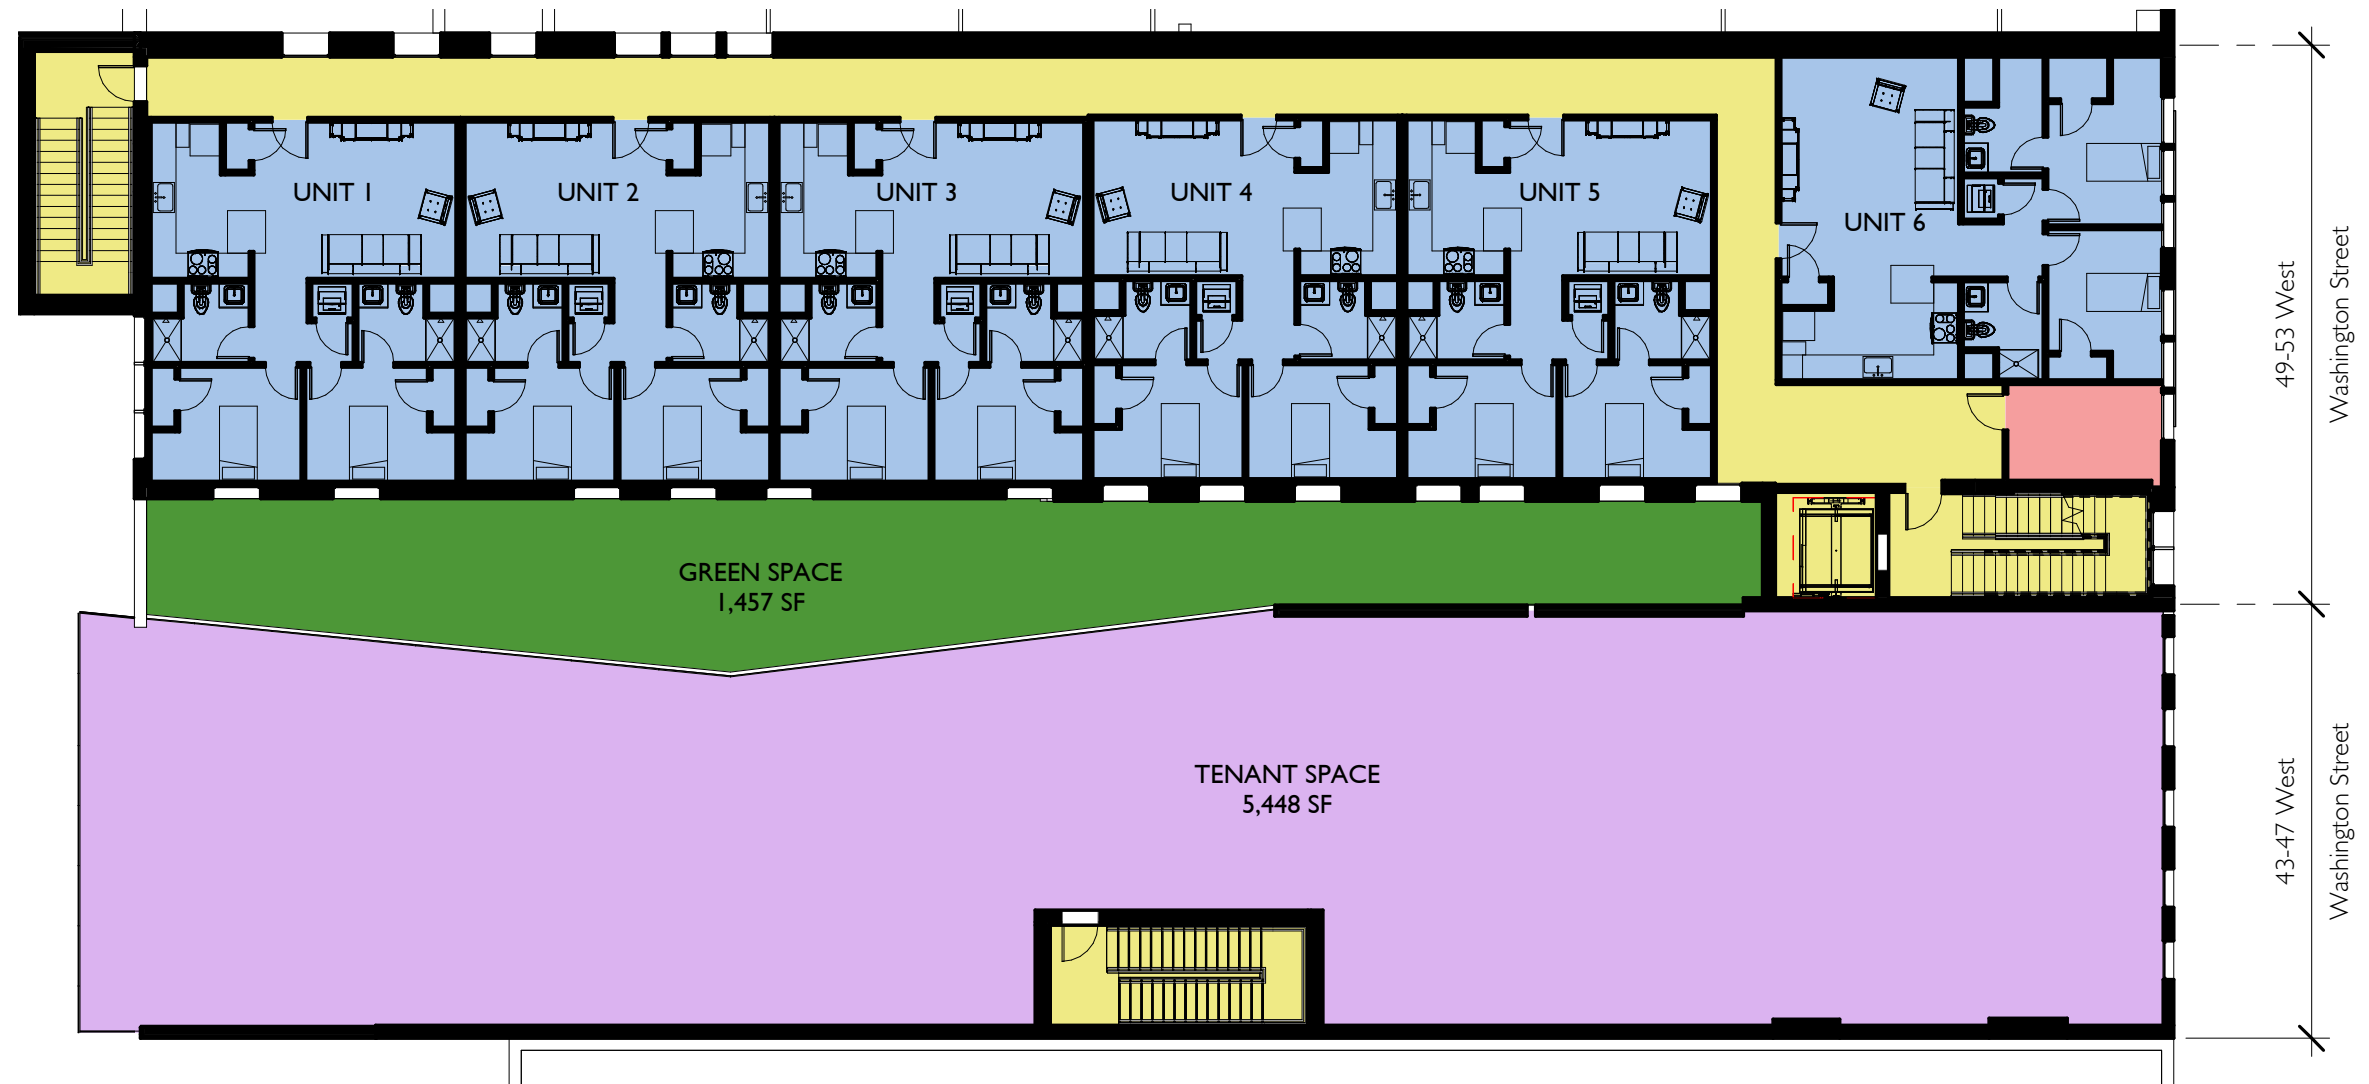 UNIT 1
UNIT 2
UNIT 3
UNIT 4
UNIT 5
UNIT 6
49-53 West
Washington Street
GREEN SPACE
1,457 SF
TENANT SPACE
5,448 SF
43-47 West
Washington Street